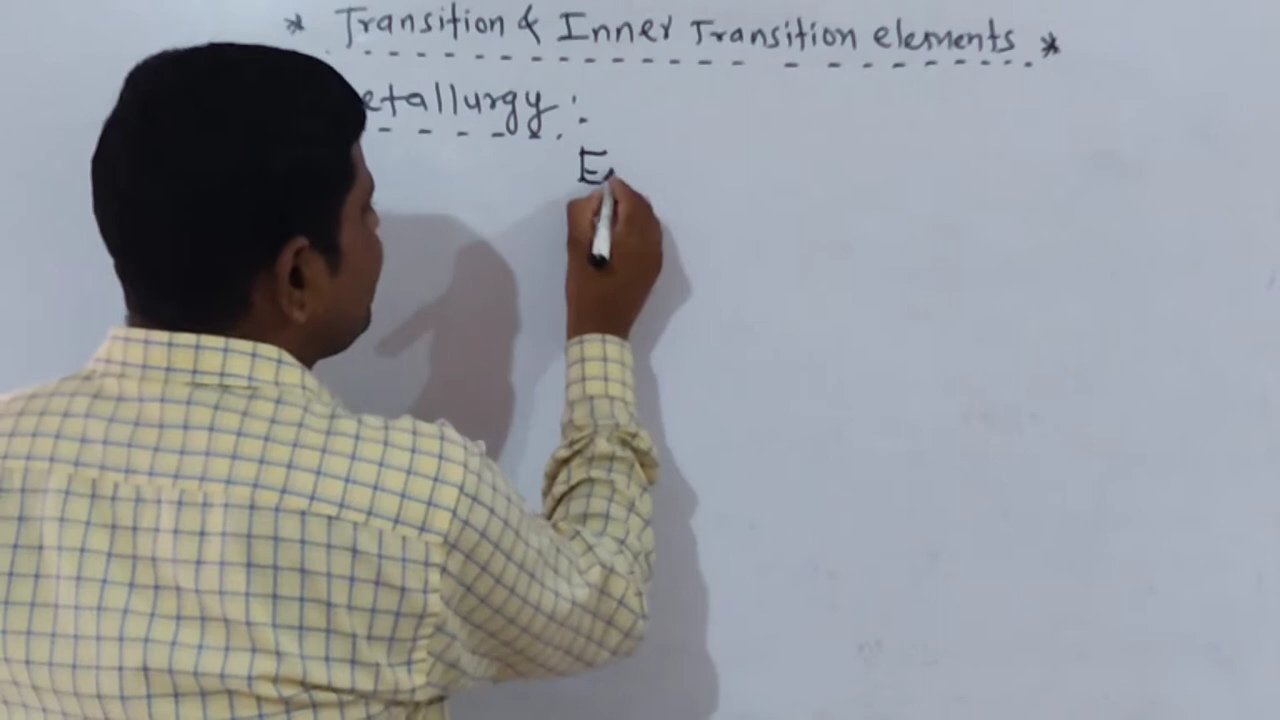 * Transition & Inner Transition elements *
etallurgy :-
E